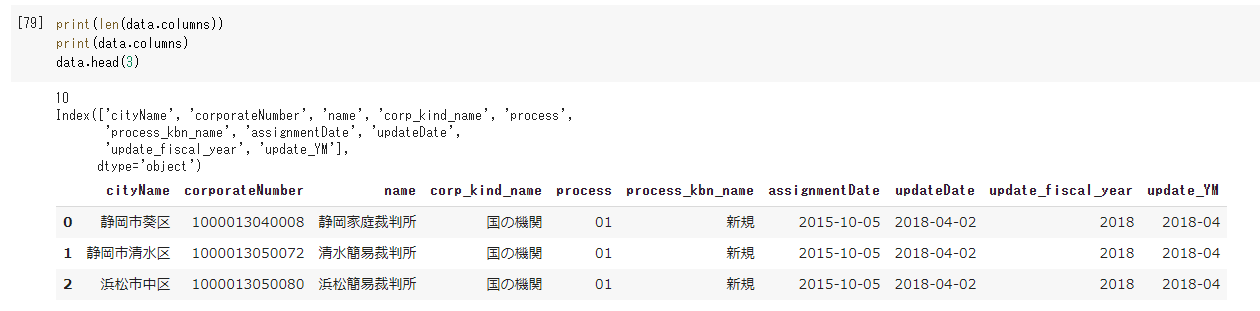 [79] print(len(data.columns))
print(data.columns)
data.head(3)
10
Index(['cityName', 'corporateNumber', 'name', 'corp_kind_name', 'process',
'process_kbn_name', 'assignmentDate', 'updateDate',
'update_fiscal_year', 'update_YM'],
dtype='object')
cityName corporateNumber name corp_kind_name process process_kbn_name assignmentDate updateDate update_fiscal_year update_YM
0 静岡市葵区 1000013040008 静岡家庭裁判所 国の機関 01 新規 2015-10-05 2018-04-02 2018 2018-04
1 静岡市清水区 1000013050072 清水簡易裁判所 国の機関 01 新規 2015-10-05 2018-04-02 2018 2018-04
2 浜松市中区 1000013050080 浜松簡易裁判所 国の機関 01 新規 2015-10-05 2018-04-02 2018 2018-04